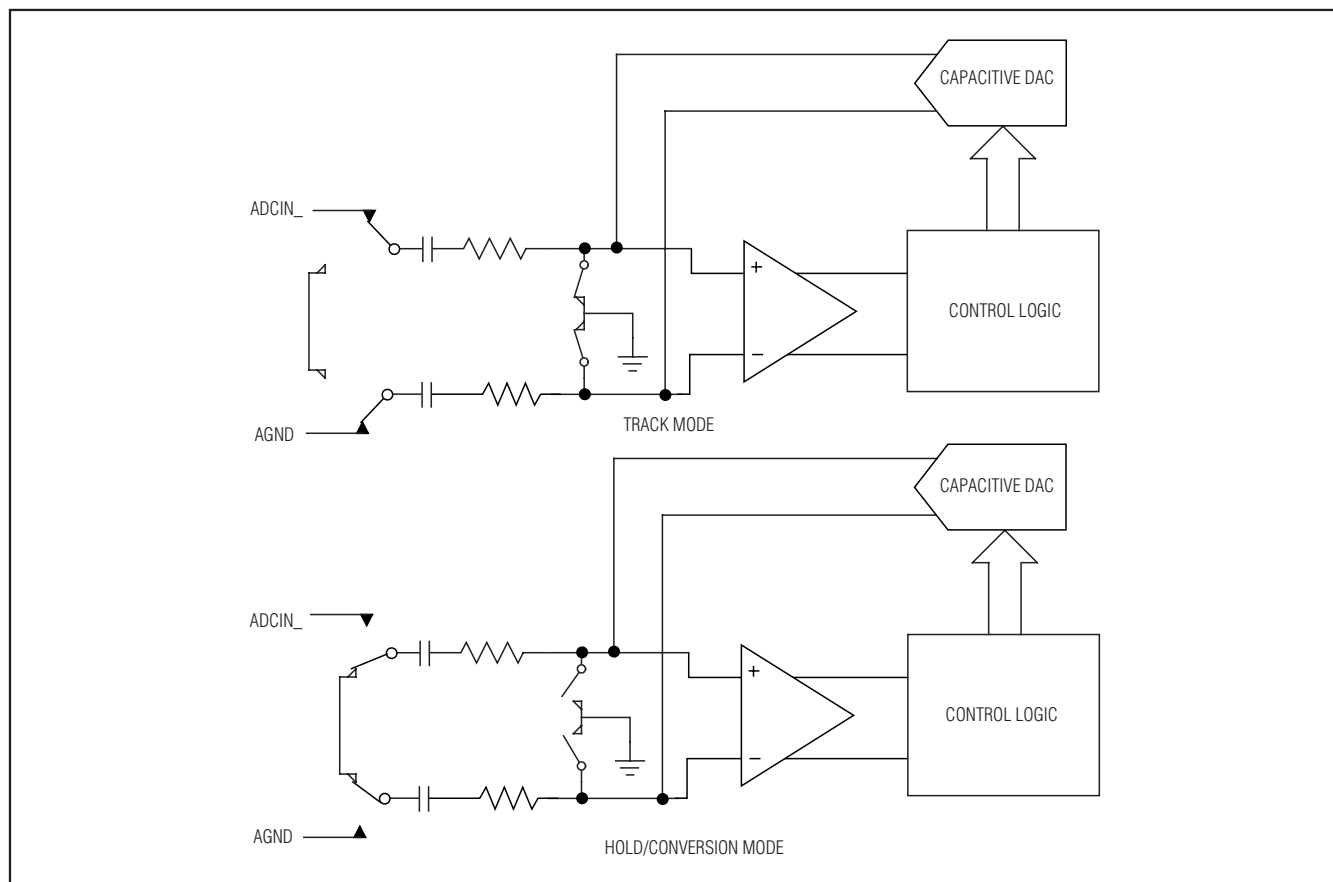 CAPACITIVE DAC
ADCIN_
+
CONTROL LOGIC
−
AGND
TRACK MODE
CAPACITIVE DAC
ADCIN_
+
CONTROL LOGIC
−
AGND
HOLD/CONVERSION MODE